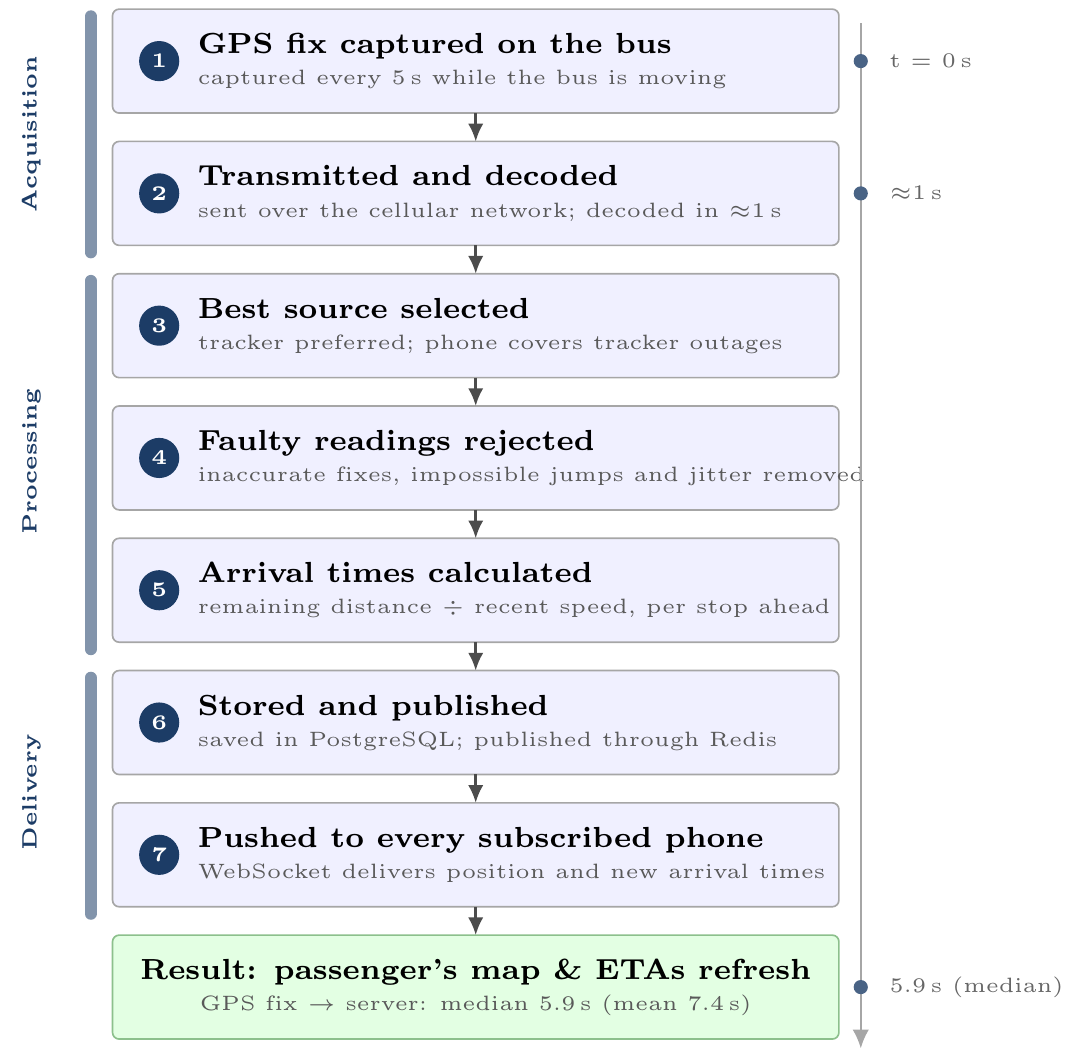 Acquisition
1
GPS fix captured on the bus
captured every 5 s while the bus is moving
t = 0 s
2
Transmitted and decoded
sent over the cellular network; decoded in ≈1 s
≈1 s
Processing
3
Best source selected
tracker preferred; phone covers tracker outages
4
Faulty readings rejected
inaccurate fixes, impossible jumps and jitter removed
5
Arrival times calculated
remaining distance ÷ recent speed, per stop ahead
Delivery
6
Stored and published
saved in PostgreSQL; published through Redis
7
Pushed to every subscribed phone
WebSocket delivers position and new arrival times
Result: passenger's map & ETAs refresh
GPS fix → server: median 5.9 s (mean 7.4 s)
5.9 s (median)